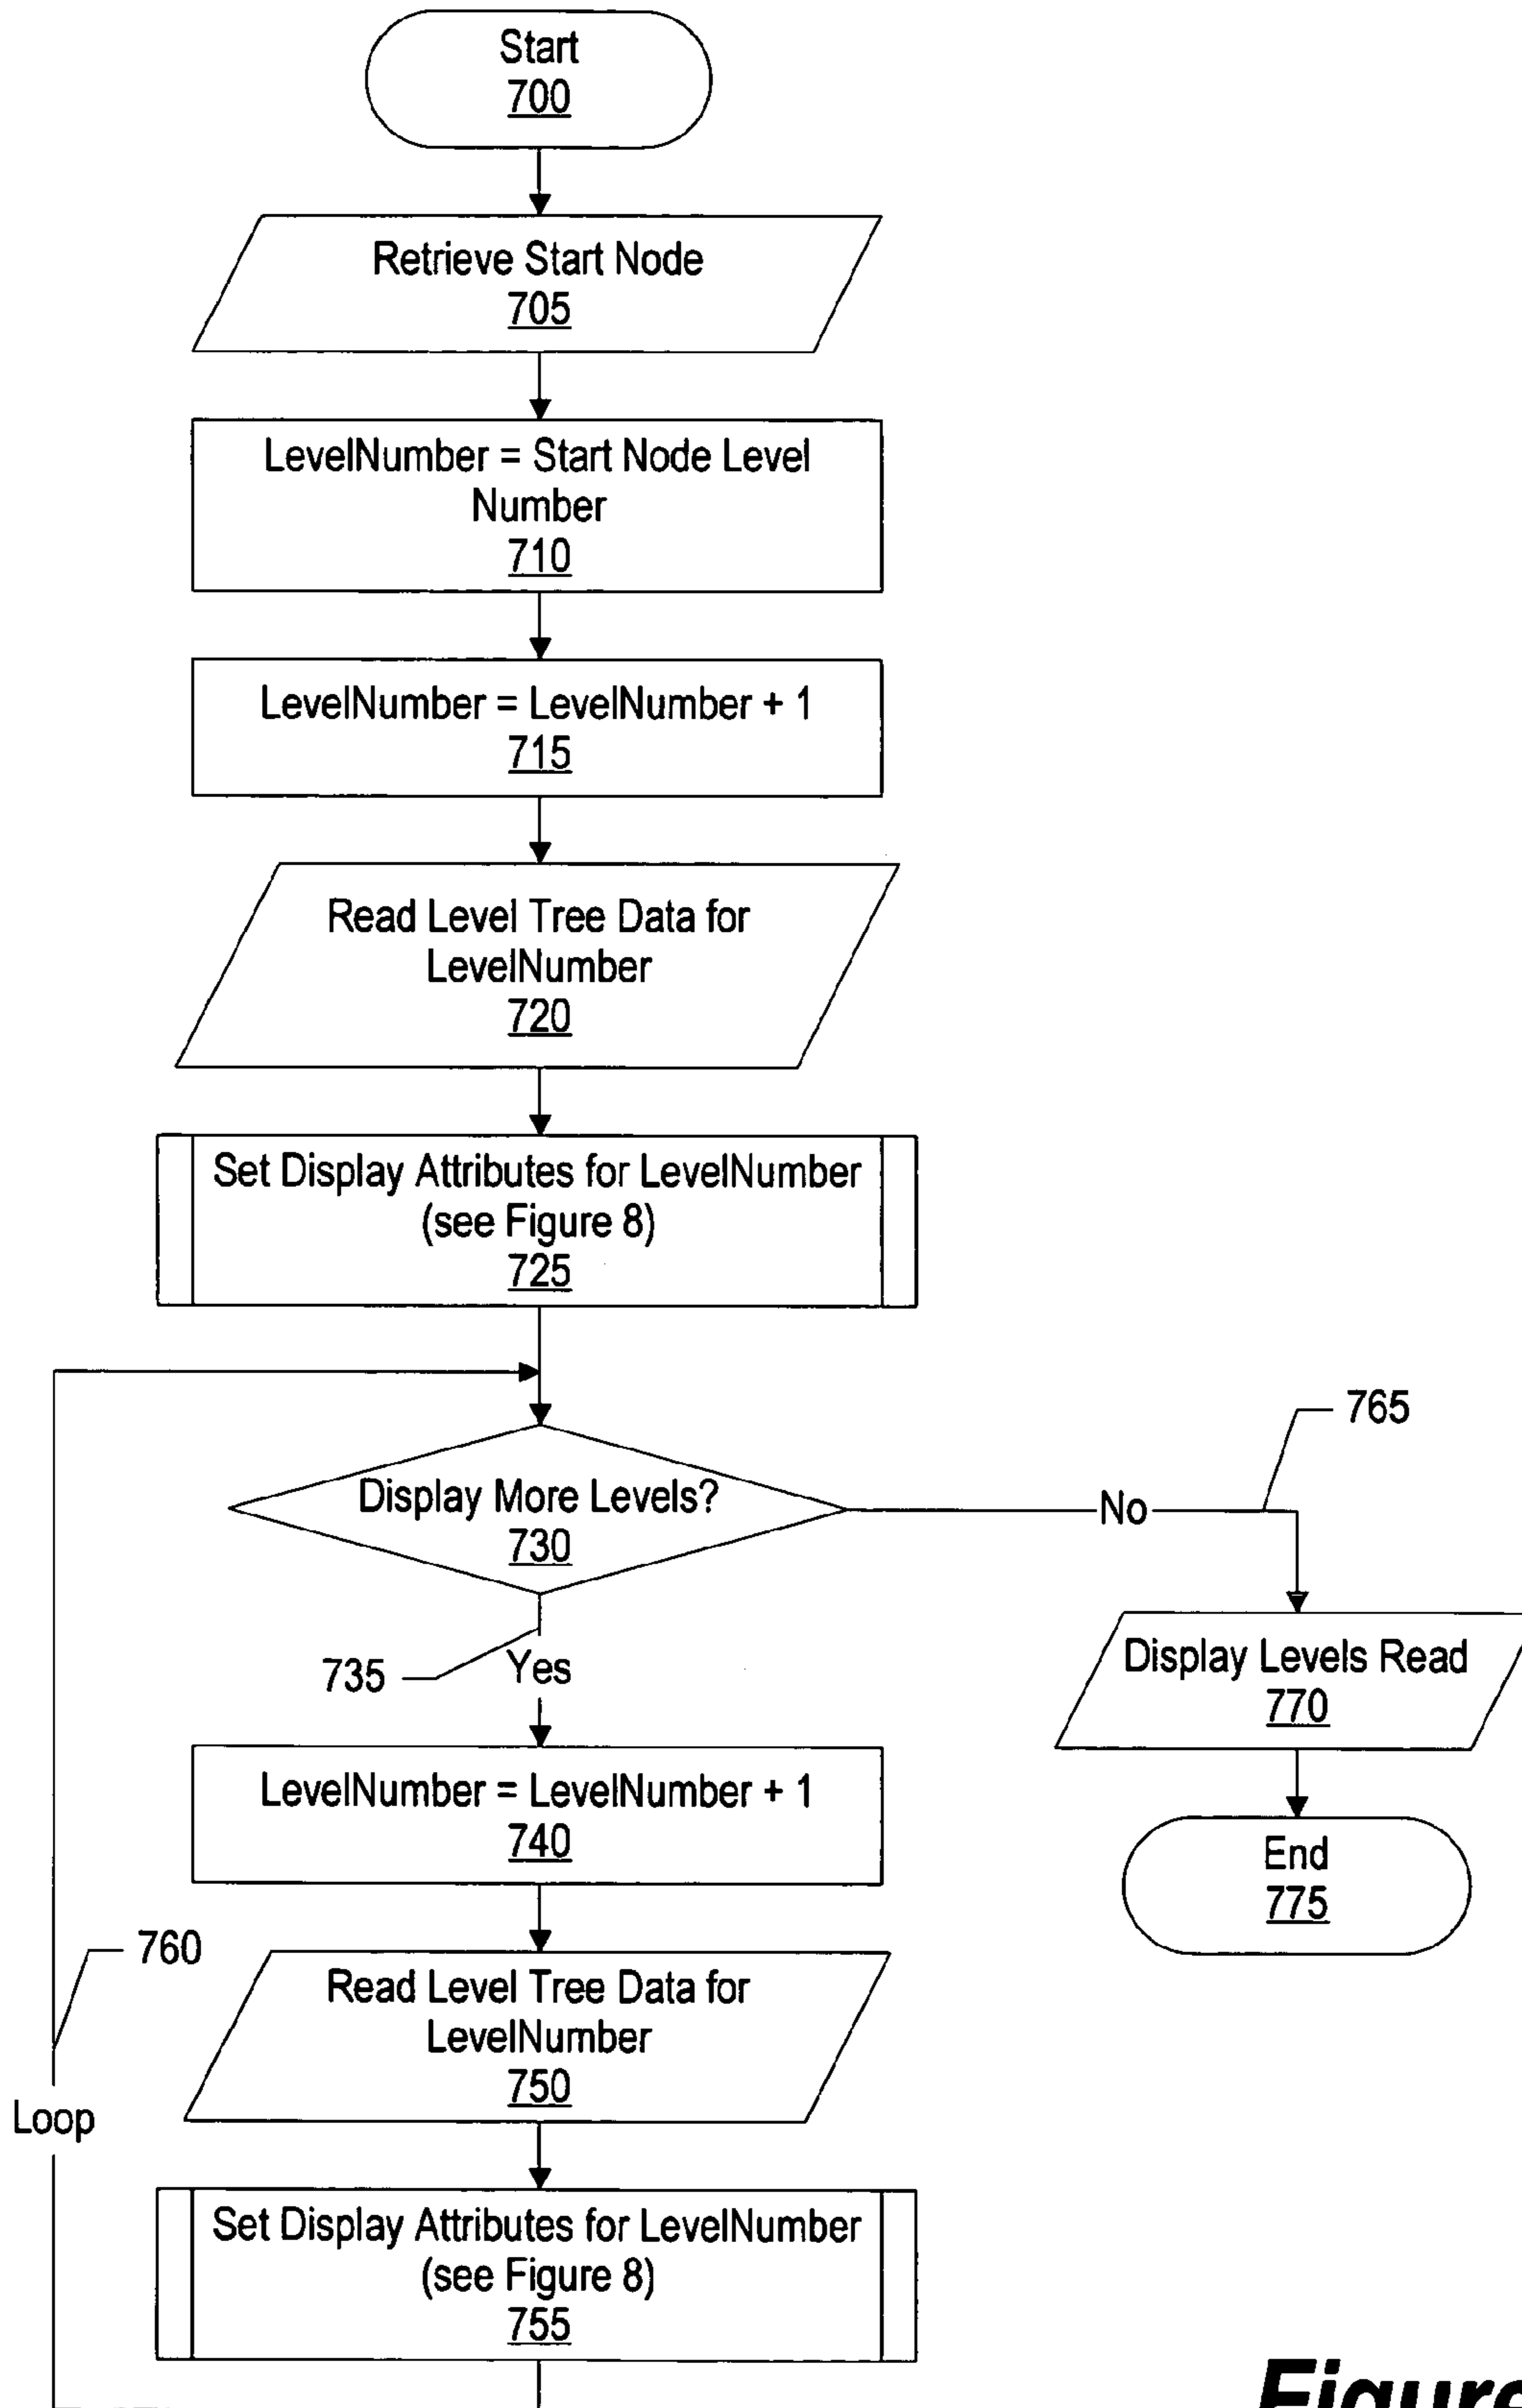 Start
700
Retrieve Start Node
705
LevelNumber = Start Node Level
Number
710
LevelNumber = LevelNumber + 1
715
Read Level Tree Data for
LevelNumber
720
Set Display Attributes for LevelNumber
(see Figure 8)
725
Display More Levels?
730
No
765
735
Yes
Display Levels Read
770
LevelNumber = LevelNumber + 1
740
End
775
760
Read Level Tree Data for
LevelNumber
750
Loop
Set Display Attributes for LevelNumber
(see Figure 8)
755
Figure